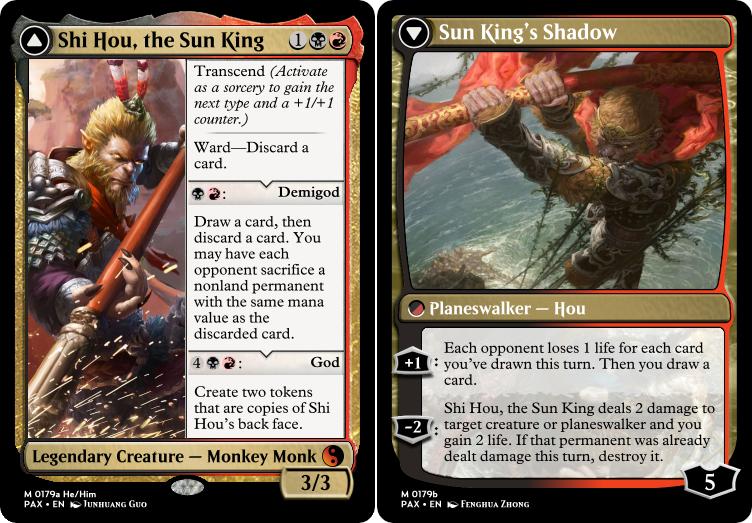 Shi Hou, the Sun King 1
Transcend (Activate
as a sorcery to gain the
next type and a +1/+1
counter.)
Ward—Discard a
card.
: Demigod
Draw a card, then
discard a card. You
may have each
opponent sacrifice a
nonland permanent
with the same mana
value as the
discarded card.
4 : God
Create two tokens
that are copies of Shi
Hou's back face.
Legendary Creature — Monkey Monk
3/3
M 0179a He/Him
PAX • EN Junhuang Guo
Sun King's Shadow
Planeswalker — Hou
+1: Each opponent loses 1 life for each card
you've drawn this turn. Then you draw a
card.
-2: Shi Hou, the Sun King deals 2 damage to
target creature or planeswalker and you
gain 2 life. If that permanent was already
dealt damage this turn, destroy it.
5
M 0179b
PAX • EN Fenghua Zhong